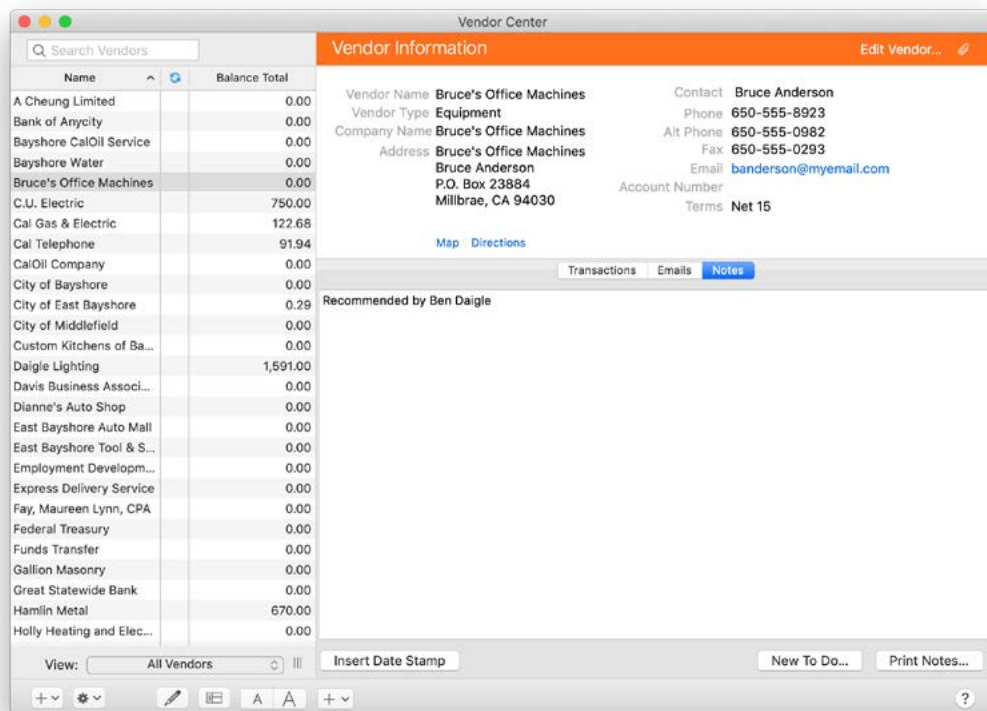 Vendor Center
Search Vendors
Name Balance Total
A Cheung Limited 0.00
Bank of Anycity 0.00
Bayshore CalOil Service 0.00
Bayshore Water 0.00
Bruce's Office Machines 0.00
C.U. Electric 750.00
Cal Gas & Electric 122.68
Cal Telephone 91.94
CalOil Company 0.00
City of Bayshore 0.00
City of East Bayshore 0.29
City of Middlefield 0.00
Custom Kitchens of Ba... 0.00
Daigle Lighting 1,591.00
Davis Business Associ... 0.00
Dianne's Auto Shop 0.00
East Bayshore Auto Mall 0.00
East Bayshore Tool & S... 0.00
Employment Developm... 0.00
Express Delivery Service 0.00
Fay, Maureen Lynn, CPA 0.00
Federal Treasury 0.00
Funds Transfer 0.00
Gallion Masonry 0.00
Great Statewide Bank 0.00
Hamlin Metal 670.00
Holly Heating and Elec... 0.00
View: All Vendors
A A
Vendor Information Edit Vendor...
Vendor Name Bruce's Office Machines
Vendor Type Equipment
Company Name Bruce's Office Machines
Address Bruce's Office Machines
Bruce Anderson
P.O. Box 23884
Millbrae, CA 94030
Map Directions
Contact Bruce Anderson
Phone 650-555-8923
Alt Phone 650-555-0982
Fax 650-555-0293
Email banderson@myemail.com
Account Number
Terms Net 15
Transactions Emails Notes
Recommended by Ben Daigle
Insert Date Stamp New To Do... Print Notes...
?